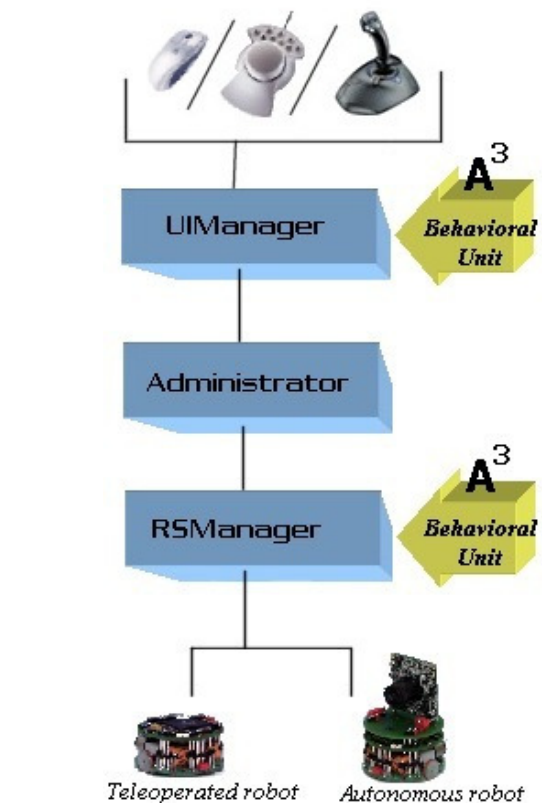 A³
UIManager
Behavioral
Unit
Administrator
A³
RSManager
Behavioral
Unit
Teleoperated robot
Autonomous robot